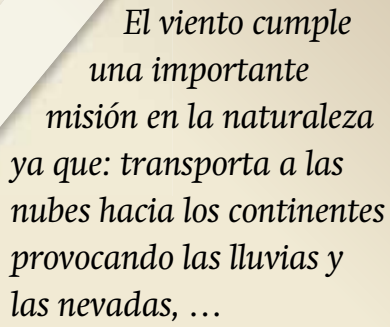 El viento cumple
una importante
misión en la naturaleza
ya que: transporta a las
nubes hacia los continentes
provocando las lluvias y
las nevadas, ...